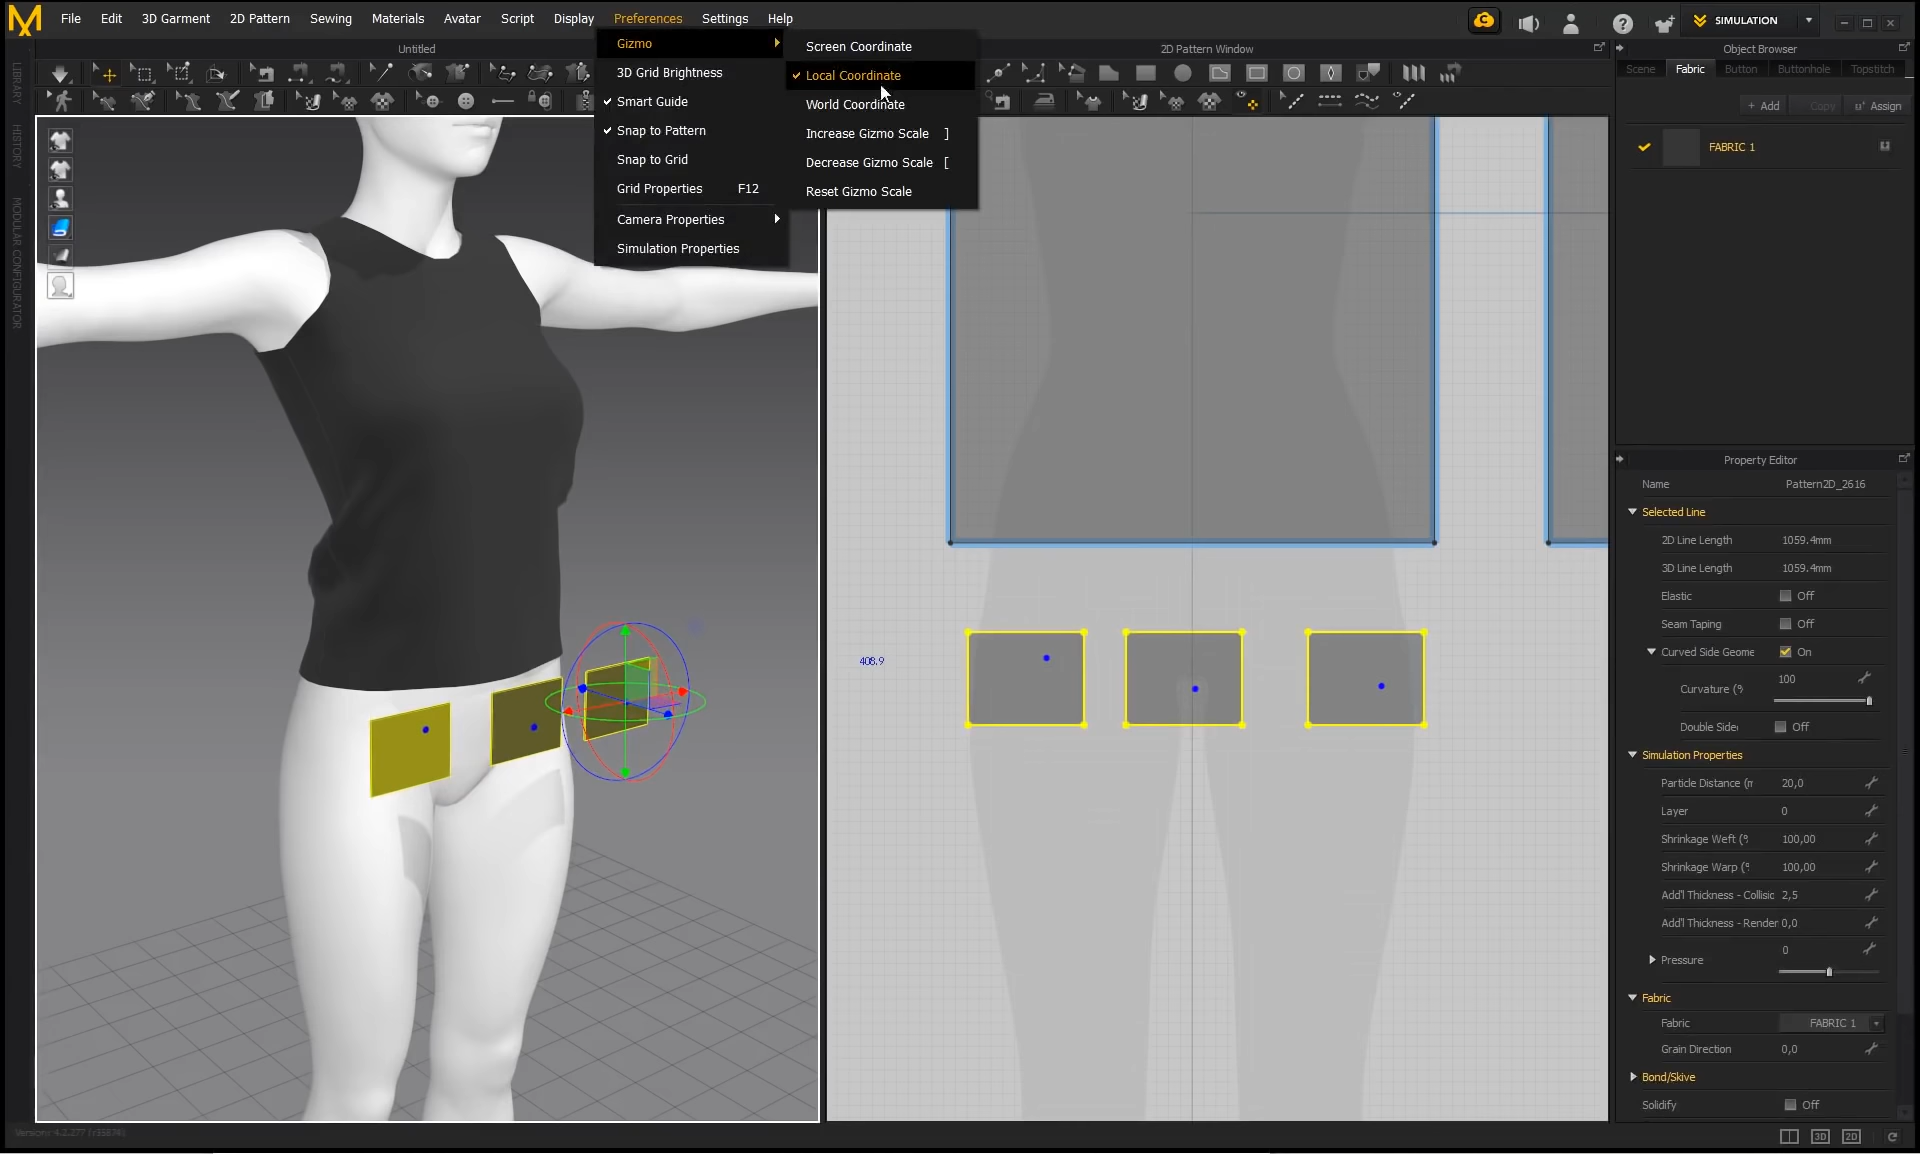 File Edit 3D Garment 2D Pattern Sewing Materials Avatar Script Display Preferences Settings Help
SIMULATION
Untitled
2D Pattern Window
Object Browser
Gizmo
3D Grid Brightness
Smart Guide
Snap to Pattern
Snap to Grid
Grid Properties F12
Camera Properties
Simulation Properties
Screen Coordinate
Local Coordinate
World Coordinate
Increase Gizmo Scale ]
Decrease Gizmo Scale [
Reset Gizmo Scale
LIBRARY
HISTORY
MODULAR CONFIGURATOR
408.9
Scene Fabric Button Buttonhole Topstitch
+ Add Copy Assign
FABRIC 1
Property Editor
Name Pattern2D_2616
Selected Line
2D Line Length 1059.4mm
3D Line Length 1059.4mm
Elastic Off
Seam Taping Off
Curved Side Geome On
Curvature (% 100
Double Side Off
Simulation Properties
Particle Distance (m 20,0
Layer 0
Shrinkage Weft (% 100,00
Shrinkage Warp (% 100,00
Add'l Thickness - Collisic 2,5
Add'l Thickness - Render 0,0
Pressure 0
Fabric
Fabric FABRIC 1
Grain Direction 0,0
Bond/Skive
Solidify Off
3D 2D